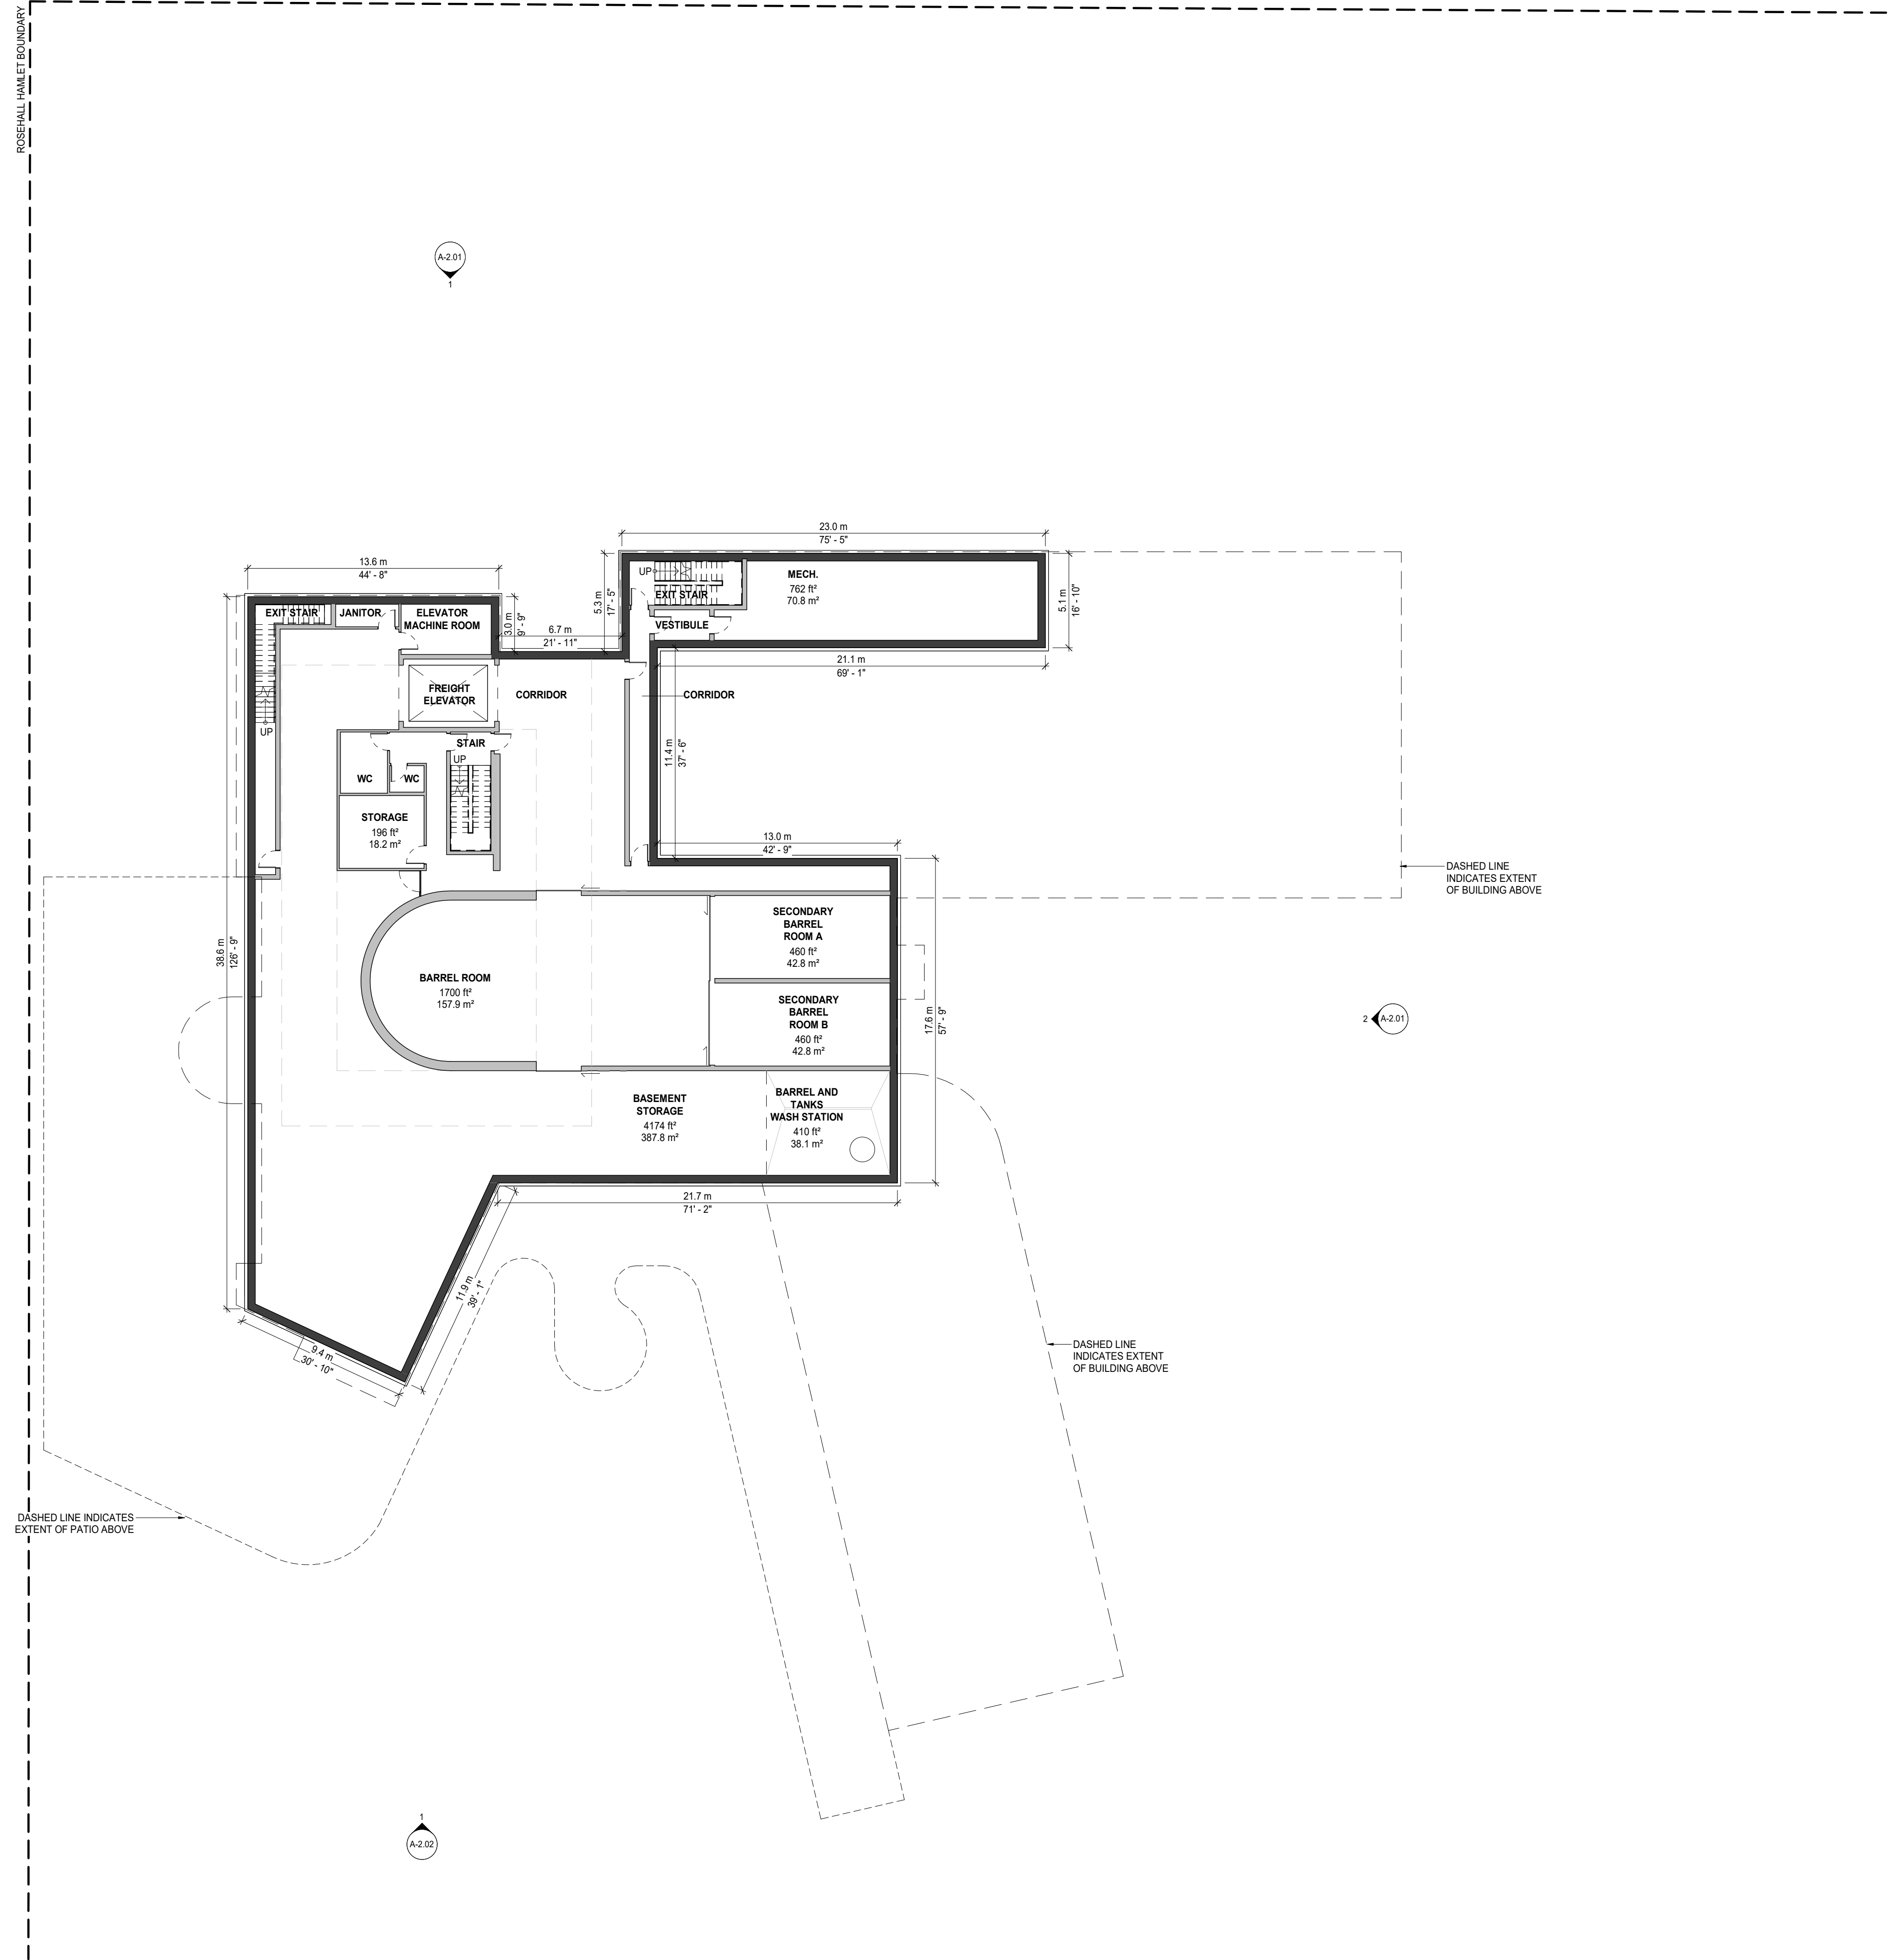 ROSEHALL HAMLET BOUNDARY
A-2.01
1
23.0 m
75' - 5"
13.6 m
44' - 8"
UP
EXIT STAIR
MECH.
762 ft²
70.8 m²
5.3 m
17' - 5"
5.1 m
16' - 10"
EXIT STAIR
JANITOR
ELEVATOR
MACHINE ROOM
3.0 m
9' - 9"
6.7 m
21' - 11"
VESTIBULE
21.1 m
69' - 1"
FREIGHT
ELEVATOR
CORRIDOR
CORRIDOR
UP
STAIR
UP
11.4 m
37' - 6"
WC
WC
STORAGE
196 ft²
18.2 m²
13.0 m
42' - 9"
DASHED LINE
INDICATES EXTENT
OF BUILDING ABOVE
SECONDARY
BARREL
ROOM A
460 ft²
42.8 m²
38.6 m
126' - 9"
BARREL ROOM
1700 ft²
157.9 m²
SECONDARY
BARREL
ROOM B
460 ft²
42.8 m²
17.6 m
57' - 9"
2
A-2.01
BASEMENT
STORAGE
4174 ft²
387.8 m²
BARREL AND
TANKS
WASH STATION
410 ft²
38.1 m²
21.7 m
71' - 2"
11.9 m
39' - 1"
9.4 m
30' - 10"
DASHED LINE
INDICATES EXTENT
OF BUILDING ABOVE
DASHED LINE INDICATES
EXTENT OF PATIO ABOVE
1
A-2.02